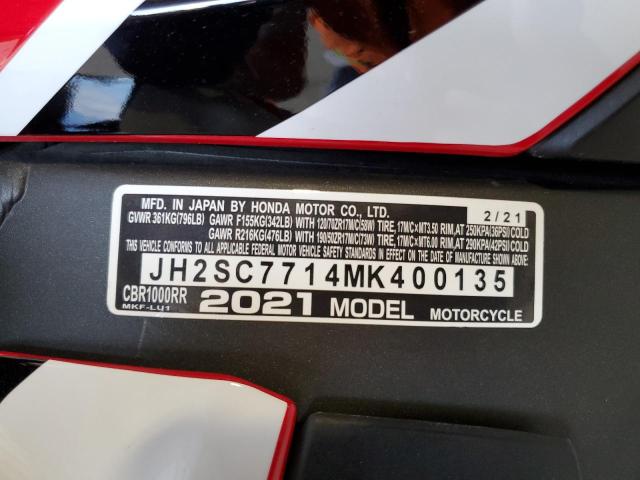 MFD. IN JAPAN BY HONDA MOTOR CO., LTD. 2/21
GVWR 361KG(796LB) GAWR F155KG(342LB) WITH 120/70ZR17M/C(58W) TIRE, 17M/C×MT3.50 RIM, AT 250KPA(36PSI)COLD
GAWR R216KG(476LB) WITH 190/50ZR17M/C(73W) TIRE, 17M/C×MT6.00 RIM, AT 290KPA(42PSI)COLD
THIS VEHICLE CONFORMS TO ALL APPLICABLE FEDERAL MOTOR VEHICLE SAFETY STANDARDS
IN EFFECT ON THE DATE OF MANUFACTURE SHOWN ABOVE.
JH2SC7714MK400135
CBR1000RR 2021 MODEL MOTORCYCLE
MKF-LU1